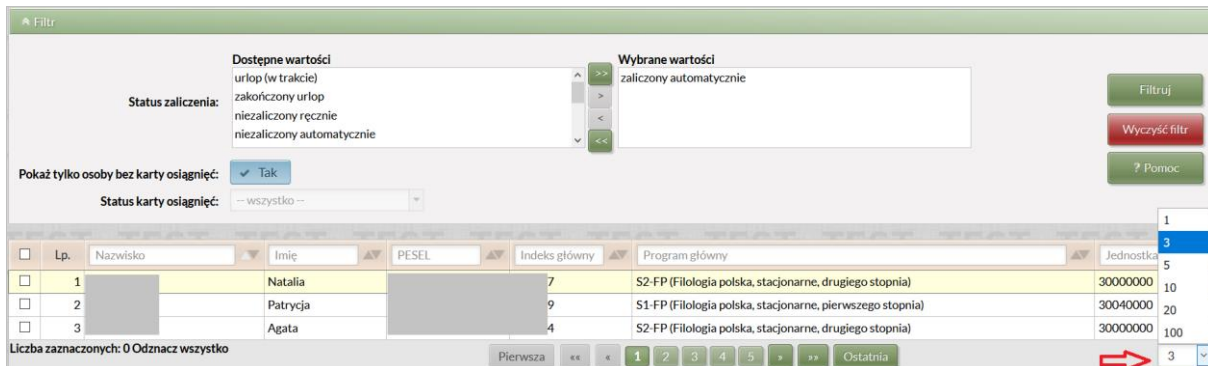 Filtr
Dostępne wartości Wybrane wartości
Status zaliczenia:
urlop (w trakcie)
zakończony urlop
niezaliczony ręcznie
niezaliczony automatycznie
>>
>
<
<<
zaliczony automatycznie
Filtruj
Wyczyść filtr
? Pomoc
Pokaż tylko osoby bez karty osiągnięć: Tak
Status karty osiągnięć: -- wszystko --
Lp. Nazwisko Imię PESEL Indeks główny Program główny Jednostka
1 Natalia 7 S2-FP (Filologia polska, stacjonarne, drugiego stopnia) 30000000
2 Patrycja 9 S1-FP (Filologia polska, stacjonarne, pierwszego stopnia) 30040000
3 Agata 4 S2-FP (Filologia polska, stacjonarne, drugiego stopnia) 30000000
1
3
5
10
20
100
Liczba zaznaczonych: 0 Odznacz wszystko
Pierwsza «« « 1 2 3 4 5 » »» Ostatnia
3